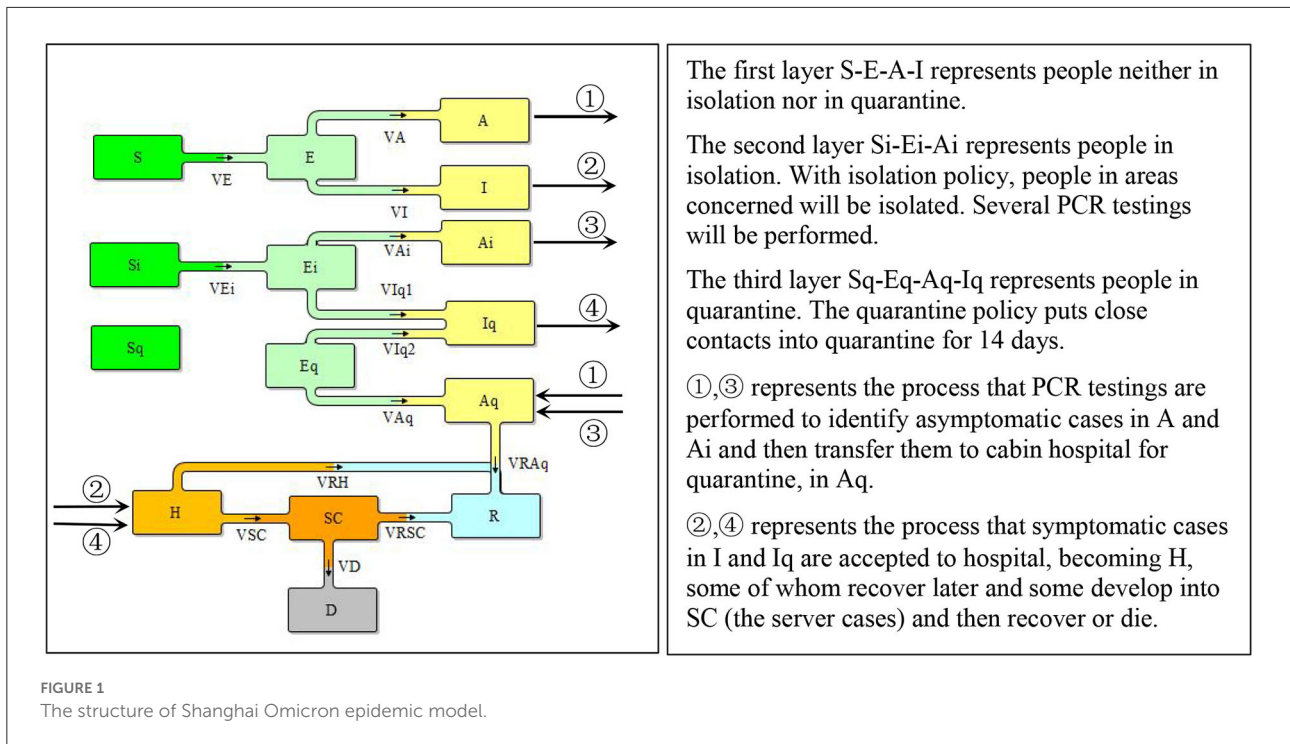 ①
A
VA
S
E
VE
②
I
VI
③
Ai
VAi
Si
Ei
VEi
VIq1
④
Iq
Sq
VIq2
Eq
①
Aq
VAq
③
VRAq
VRH
②
H
SC
R
④
VSC
VRSC
VD
D
The first layer S-E-A-I represents people neither in
isolation nor in quarantine.
The second layer Si-Ei-Ai represents people in
isolation. With isolation policy, people in areas
concerned will be isolated. Several PCR testings
will be performed.
The third layer Sq-Eq-Aq-Iq represents people in
quarantine. The quarantine policy puts close
contacts into quarantine for 14 days.
①,③ represents the process that PCR testings are
performed to identify asymptomatic cases in A and
Ai and then transfer them to cabin hospital for
quarantine, in Aq.
②,④ represents the process that symptomatic cases
in I and Iq are accepted to hospital, becoming H,
some of whom recover later and some develop into
SC (the server cases) and then recover or die.
FIGURE 1
The structure of Shanghai Omicron epidemic model.